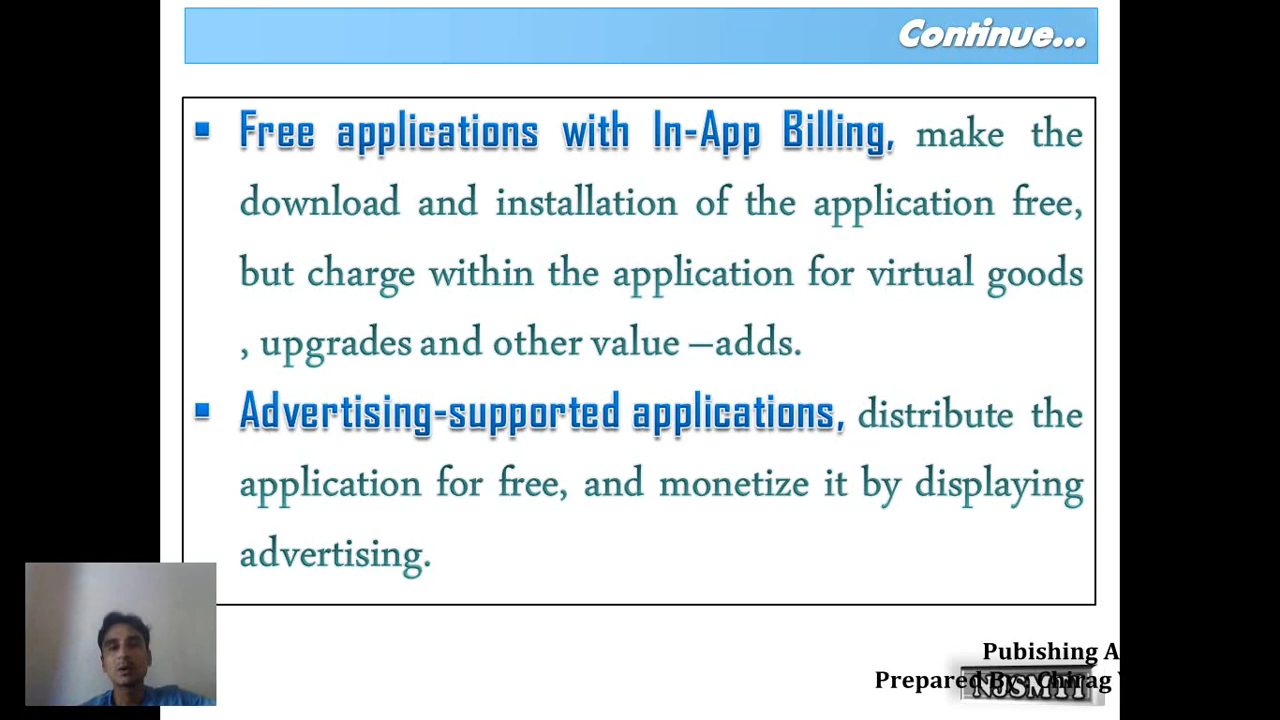 Continue...
▪ Free applications with In-App Billing, make the
download and installation of the application free,
but charge within the application for virtual goods
, upgrades and other value –adds.
▪ Advertising-supported applications, distribute the
application for free, and monetize it by displaying
advertising.
Pubishing A
Prepared By : Chirag
NJSMTI